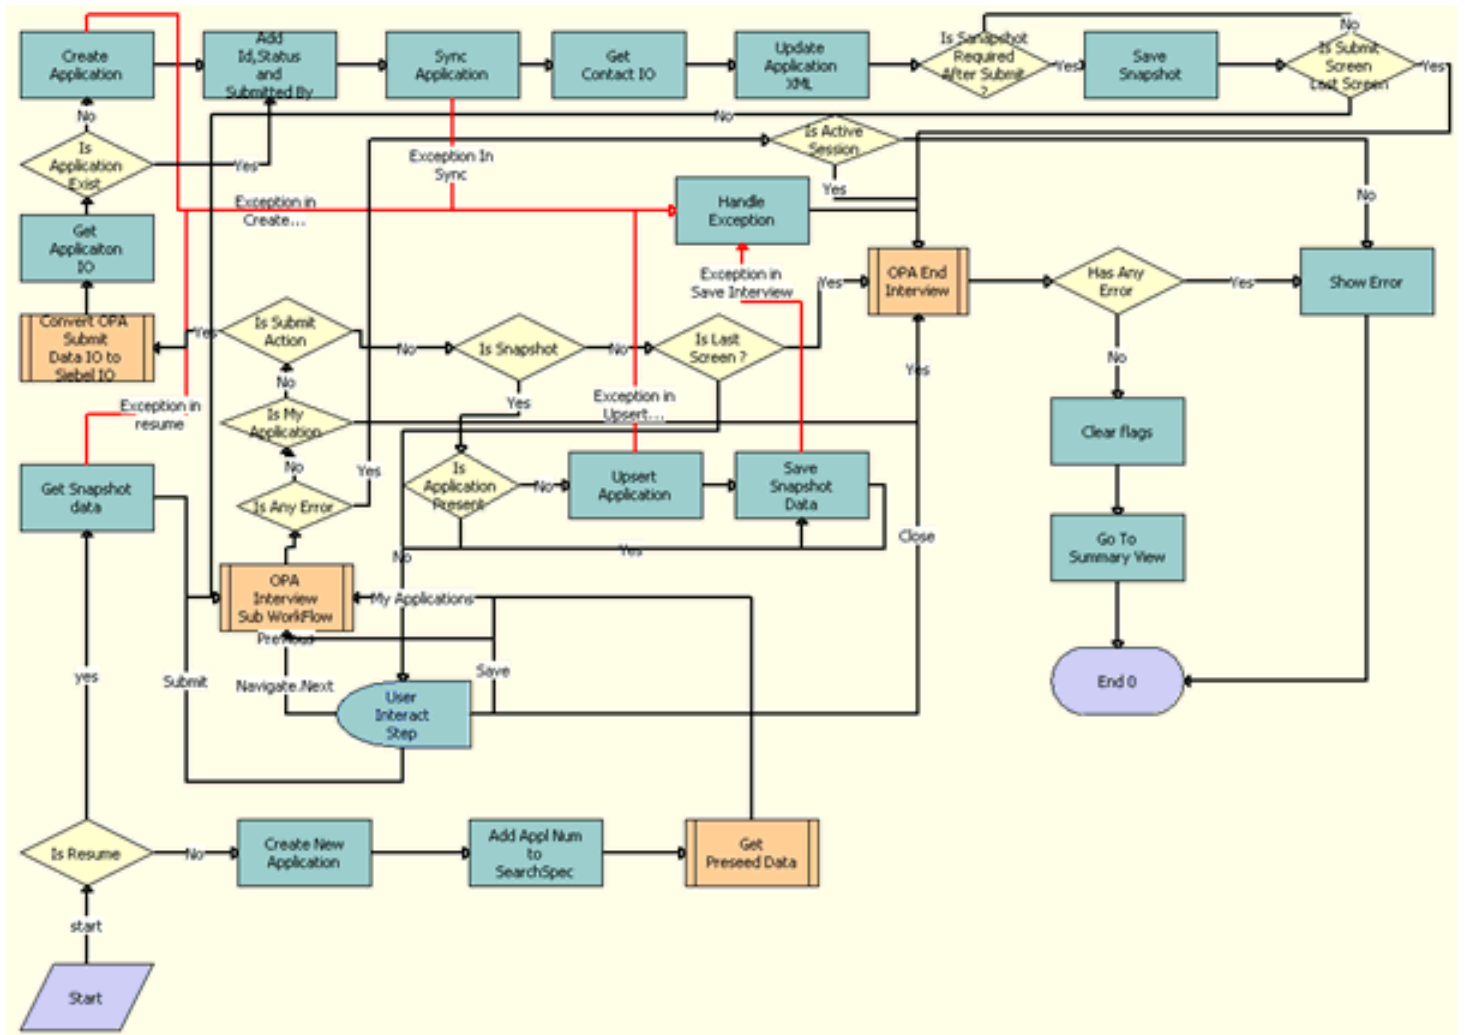 Create
Application
Add
Id,Status
and
Submitted By
Sync
Application
Get
Contact IO
Update
Application
XML
Is Sanapshot
Required
After Submit
?
Yes
Save
Snapshot
No
Is Submit
Screen
Last Screen
Yes
No
No
Is Active
Session
Is
Application
Exist
Yes
Exception In
Sync
Yes
No
Exception in
Create...
Handle
Exception
Get
Applicaiton
IO
Exception in
Save Interview
Yes
OPA End
Interview
Has Any
Error
Yes
Show Error
Convert OPA
Submit
Data IO to
Siebel IO
Yes
Is Submit
Action
No
Is Snapshot
No
Is Last
Screen ?
No
Yes
No
Yes
Exception in
resume
Is My
Application
Exception in
Upsert...
Clear flags
No
Yes
Get Snapshot
data
Is Any Error
Is
Application
Present
No
Upsert
Application
Save
Snapshot
Data
No
Yes
Close
Go To
Summary View
OPA
Interview
Sub WorkFlow
My Applications
Previous
yes
Submit
Navigate.Next
Save
User
Interact
Step
End 0
Is Resume
No
Create New
Application
Add Appl Num
to
SearchSpec
Get
Preseed Data
start
Start